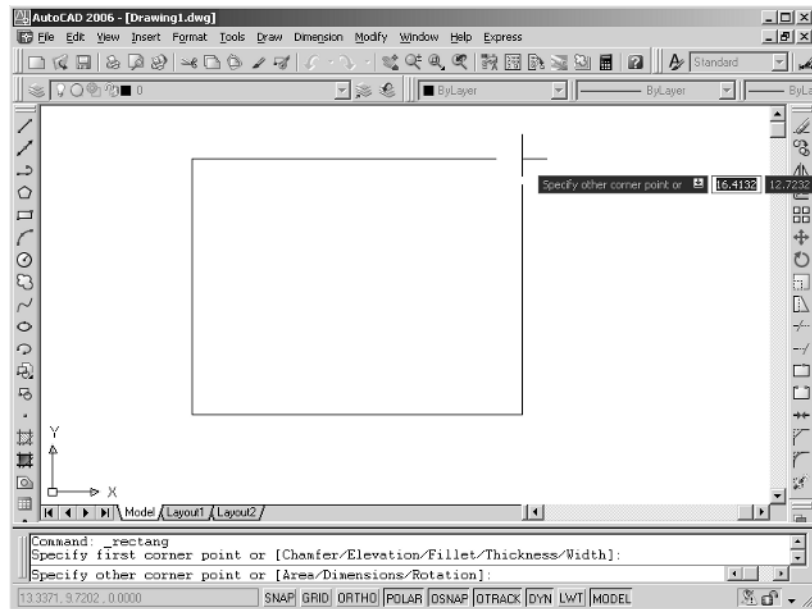 AutoCAD 2006 - [Drawing1.dwg]
File Edit View Insert Format Tools Draw Dimension Modify Window Help Express
Standard
0 ByLayer ByLayer ByLa
Specify other corner point or 16.4132 12.7232
Y
X
Model Layout1 Layout2
Command: _rectang
Specify first corner point or [Chamfer/Elevation/Fillet/Thickness/Width]:
Specify other corner point or [Area/Dimensions/Rotation]:
13.3371, 9.7202, 0.0000 SNAP GRID ORTHO POLAR OSNAP OTRACK DYN LWT MODEL